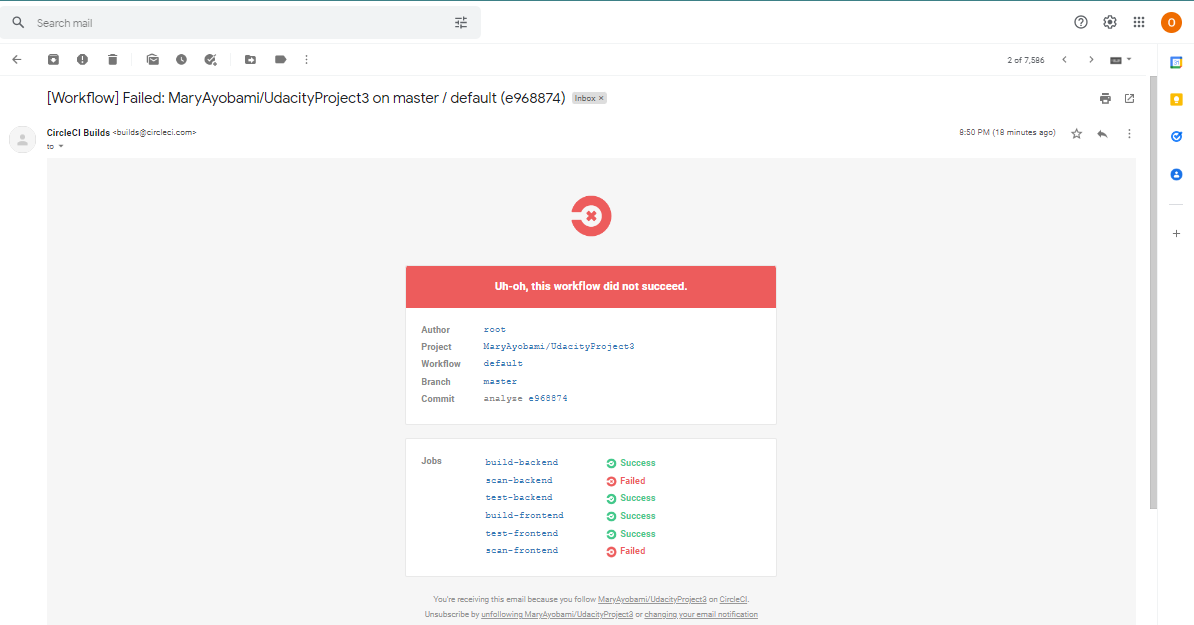 Search mail
O
2 of 7,586
[Workflow] Failed: MaryAyobami/UdacityProject3 on master / default (e968874) Inbox ×
CircleCI Builds <builds@circleci.com> 8:50 PM (18 minutes ago)
to
Uh-oh, this workflow did not succeed.
Author root
Project MaryAyobami/UdacityProject3
Workflow default
Branch master
Commit analyze e968874
Jobs build-backend Success
scan-backend Failed
test-backend Success
build-frontend Success
test-frontend Success
scan-frontend Failed
You're receiving this email because you follow MaryAyobami/UdacityProject3 on CircleCI.
Unsubscribe by unfollowing MaryAyobami/UdacityProject3 or changing your email notification